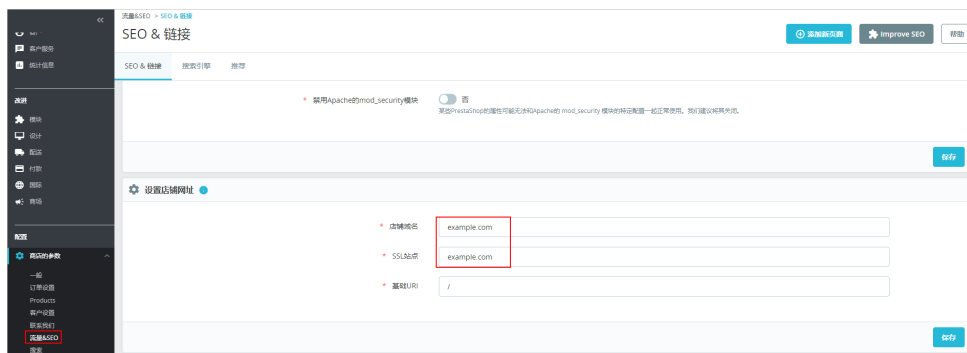 流量&SEO > SEO & 链接
SEO & 链接
添加新页面
Improve SEO
帮助
SEO & 链接
搜索引擎
推荐
客户服务
统计信息
改进
模块
设计
配送
付款
国际
商场
配置
商店的参数
一般
订单设置
Products
客户设置
联系我们
流量&SEO
搜索
* 禁用Apache的mod_security模块
否
某些PrestaShop的属性可能无法和Apache的 mod_security 模块的特定配置一起正常使用。我们建议将其关闭。
保存
设置店铺网址
* 店铺域名
example.com
* SSL站点
example.com
* 基础URI
/
保存